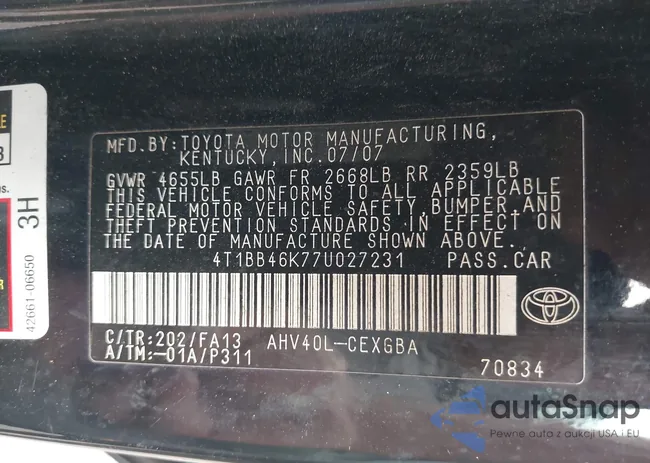 MFD.BY:TOYOTA MOTOR MANUFACTURING,
KENTUCKY,INC.07/07
GVWR 4655LB GAWR FR 2668LB RR 2359LB
THIS VEHICLE CONFORMS TO ALL APPLICABLE
FEDERAL MOTOR VEHICLE SAFETY,BUMPER,AND
THEFT PREVENTION STANDARDS IN EFFECT ON
THE DATE OF MANUFACTURE SHOWN ABOVE.
4T1BB46K77U027231 PASS.CAR
C/TR:202/FA13 AHV40L-CEXGBA
A/TM:-01A/P311
70834
3H
42661-06650
autoSnap
Pewne auta z aukcji USA i EU